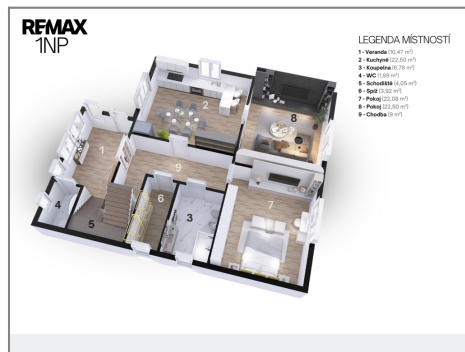 RE/MAX
1NP
LEGENDA MÍSTNOSTÍ
1 - Veranda (10,47 m²)
2 - Kuchyně (22,50 m²)
3 - Koupelna (8,78 m²)
4 - WC (1,99 m²)
5 - Schodiště (4,05 m²)
6 - Spíž (3,92 m²)
7 - Pokoj (22,08 m²)
8 - Pokoj (22,50 m²)
9 - Chodba (9 m²)
2
8
1
9
7
6
3
4
5